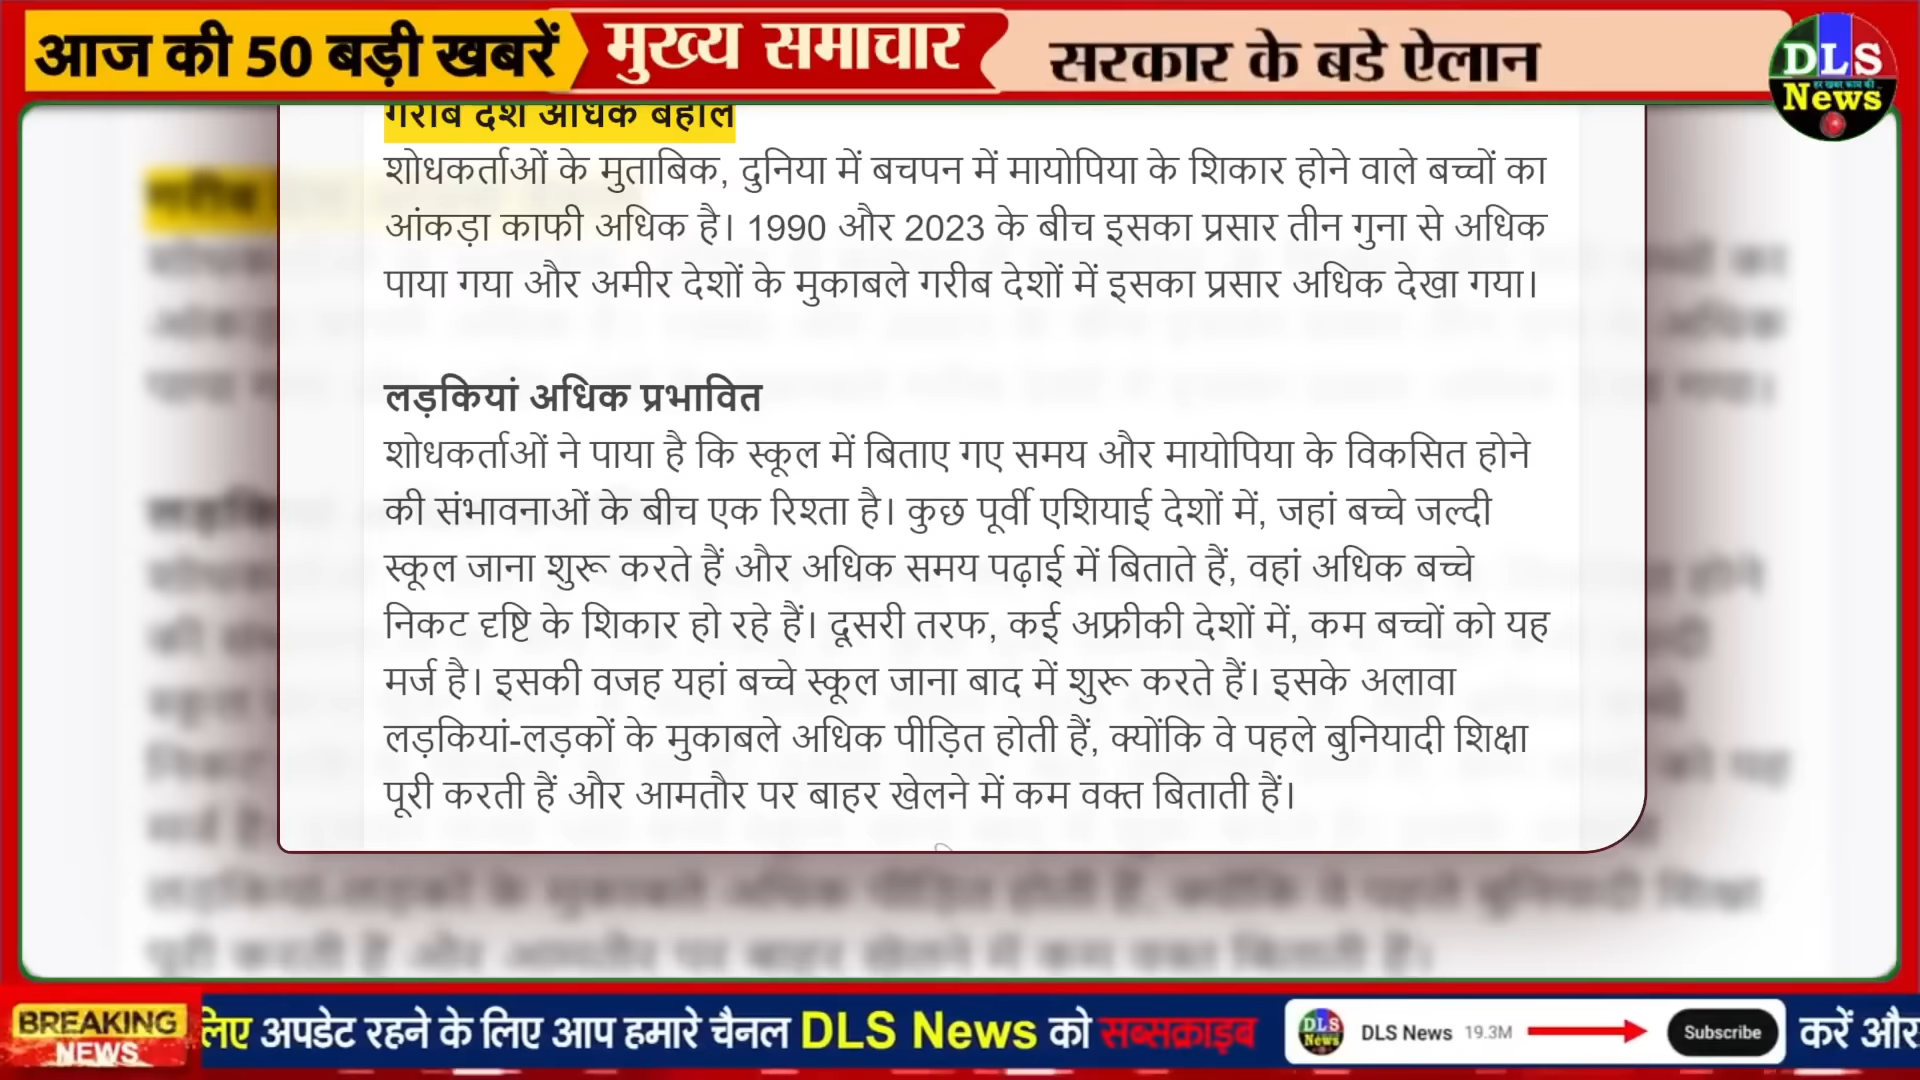 आज की 50 बड़ी खबरें
मुख्य समाचार
सरकार के बडे ऐलान
DLS
हर खबर काम की...
News
गरीब देश अधिक बेहाल
शोधकर्ताओं के मुताबिक, दुनिया में बचपन में मायोपिया के शिकार होने वाले बच्चों का
आंकड़ा काफी अधिक है। 1990 और 2023 के बीच इसका प्रसार तीन गुना से अधिक
पाया गया और अमीर देशों के मुकाबले गरीब देशों में इसका प्रसार अधिक देखा गया।
लड़कियां अधिक प्रभावित
शोधकर्ताओं ने पाया है कि स्कूल में बिताए गए समय और मायोपिया के विकसित होने
की संभावनाओं के बीच एक रिश्ता है। कुछ पूर्वी एशियाई देशों में, जहां बच्चे जल्दी
स्कूल जाना शुरू करते हैं और अधिक समय पढ़ाई में बिताते हैं, वहां अधिक बच्चे
निकट दृष्टि के शिकार हो रहे हैं। दूसरी तरफ, कई अफ्रीकी देशों में, कम बच्चों को यह
मर्ज है। इसकी वजह यहां बच्चे स्कूल जाना बाद में शुरू करते हैं। इसके अलावा
लड़कियां-लड़कों के मुकाबले अधिक पीड़ित होती हैं, क्योंकि वे पहले बुनियादी शिक्षा
पूरी करती हैं और आमतौर पर बाहर खेलने में कम वक्त बिताती हैं।
BREAKING
NEWS
लिए अपडेट रहने के लिए आप हमारे चैनल DLS News को सब्सक्राइब
DLS News 19.3M Subscribe
करें और